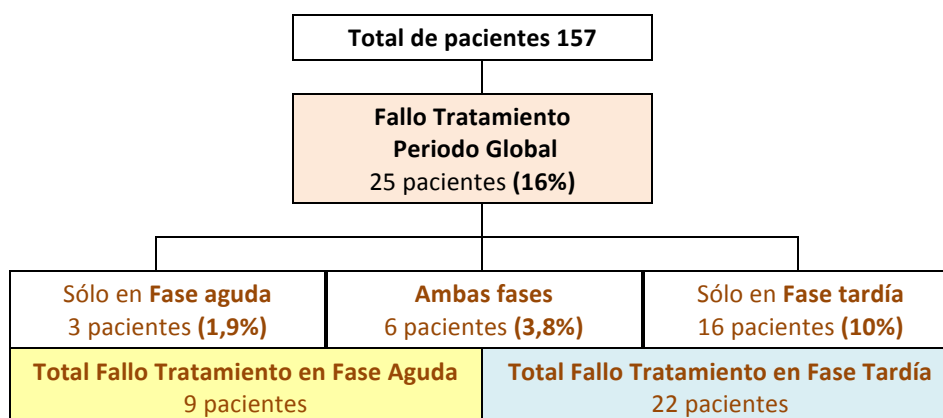 Total de pacientes 157
Fallo Tratamiento
Periodo Global
25 pacientes (16%)
Sólo en Fase aguda
3 pacientes (1,9%)
Ambas fases
6 pacientes (3,8%)
Sólo en Fase tardía
16 pacientes (10%)
Total Fallo Tratamiento en Fase Aguda
9 pacientes
Total Fallo Tratamiento en Fase Tardía
22 pacientes